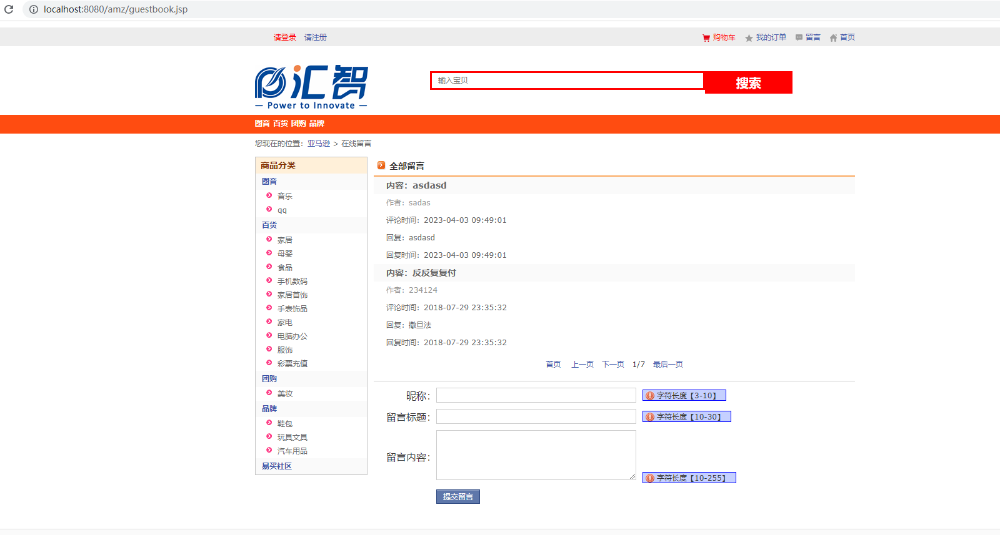 localhost:8080/amz/guestbook.jsp
请登录 请注册 购物车 我的订单 留言 首页
汇智
— Power to Innovate —
输入宝贝 搜索
图音 百货 团购 品牌
您现在的位置：亚马逊 > 在线留言
商品分类
图音
音乐
qq
百货
家居
母婴
食品
手机数码
家居首饰
手表饰品
家电
电脑办公
服饰
彩票充值
团购
美妆
品牌
鞋包
玩具文具
汽车用品
易买社区
全部留言
内容：asdasd
作者：sadas
评论时间：2023-04-03 09:49:01
回复：asdasd
回复时间：2023-04-03 09:49:01
内容：反反复复付
作者：234124
评论时间：2018-07-29 23:35:32
回复：撒旦法
回复时间：2018-07-29 23:35:32
首页 上一页 下一页 1/7 最后一页
昵称： 字符长度【3-10】
留言标题： 字符长度【10-30】
留言内容： 字符长度【10-255】
提交留言